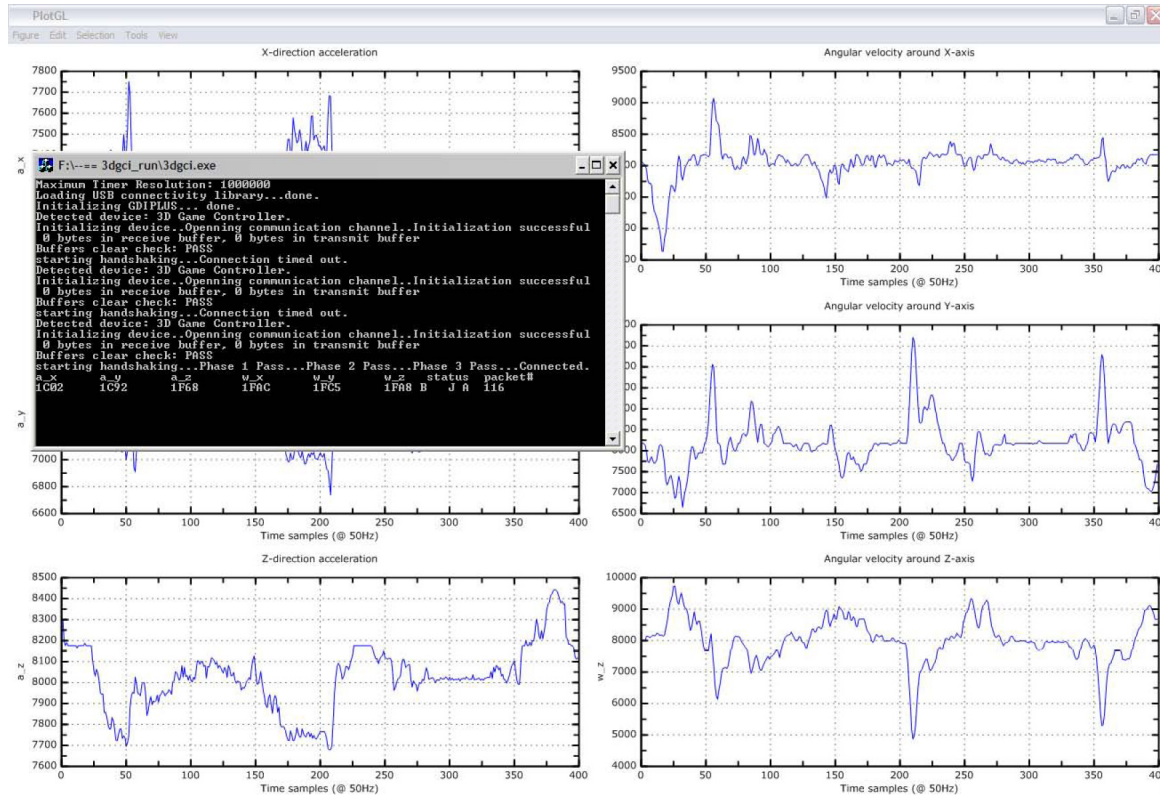 PlotGL
Figure Edit Selection Tools View
X-direction acceleration
7800
7700
7600
7500
a_x
Angular velocity around X-axis
9500
9000
8500
0 50 100 150 200 250 300 350 40
Time samples (@ 50Hz)
F:\--== 3dgci_run\3dgci.exe
Maximum Timer Resolution: 1000000
Loading USB connectivity library...done.
Initializing GDIPLUS... done.
Detected device: 3D Game Controller.
Initializing device..Openning communication channel..Initialization successful
0 bytes in receive buffer, 0 bytes in transmit buffer
Buffers clear check: PASS
starting handshaking...Connection timed out.
Detected device: 3D Game Controller.
Initializing device..Openning communication channel..Initialization successful
0 bytes in receive buffer, 0 bytes in transmit buffer
Buffers clear check: PASS
starting handshaking...Connection timed out.
Detected device: 3D Game Controller.
Initializing device..Openning communication channel..Initialization successful
0 bytes in receive buffer, 0 bytes in transmit buffer
Buffers clear check: PASS
starting handshaking...Phase 1 Pass...Phase 2 Pass...Phase 3 Pass...Connected.
a_x a_y a_z w_x w_y w_z status packet#
1C02 1C92 1F68 1FAC 1FC5 1FA8 B J A 116
a_y
7000
6800
6600
0 50 100 150 200 250 300 350 400
Time samples (@ 50Hz)
Angular velocity around Y-axis
7500
7000
6500
0 50 100 150 200 250 300 350 40
Time samples (@ 50Hz)
Z-direction acceleration
8500
8400
8300
8200
8100
8000
7900
7800
7700
7600
a_z
0 50 100 150 200 250 300 350 400
Time samples (@ 50Hz)
Angular velocity around Z-axis
10000
9000
8000
7000
6000
5000
4000
w_z
0 50 100 150 200 250 300 350 40
Time samples (@ 50Hz)